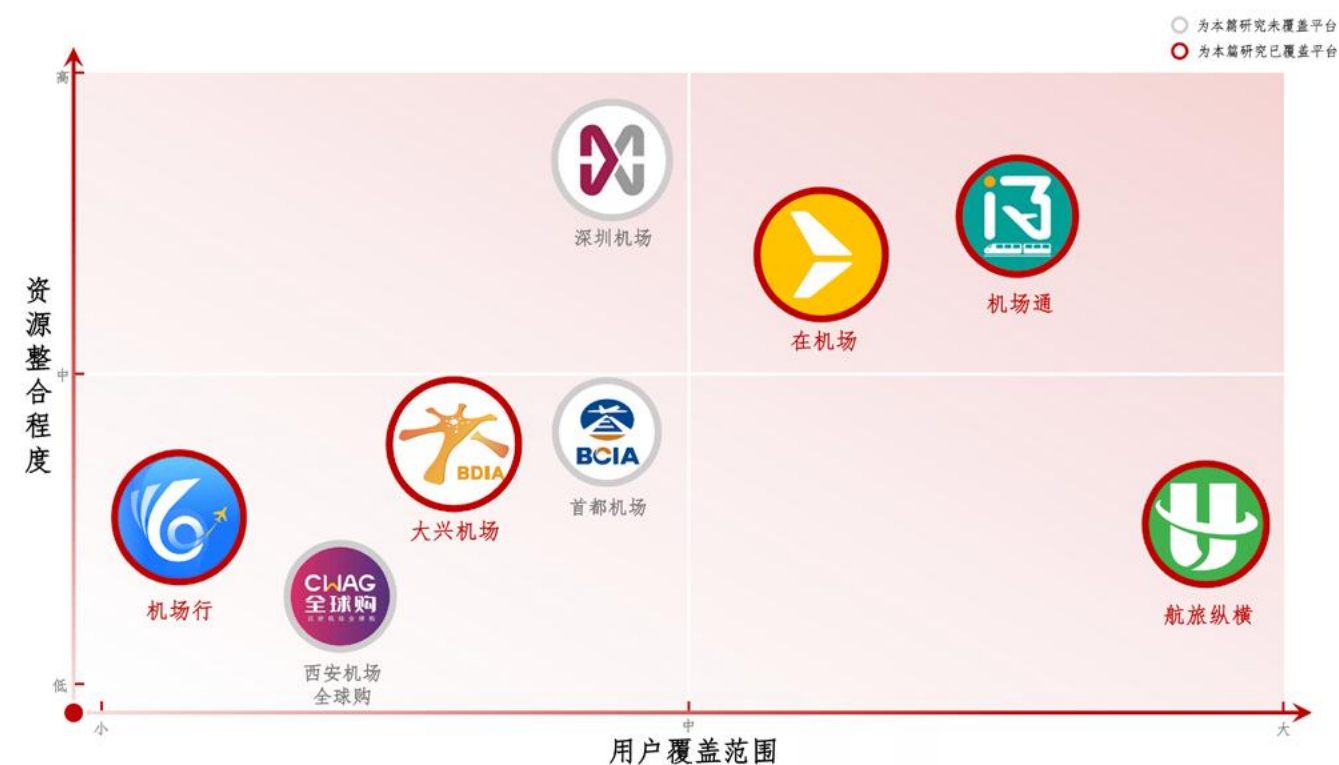 为本篇研究未覆盖平台
为本篇研究已覆盖平台
高
深圳机场
机场通
在机场
资源整合程度
中
BDIA
大兴机场
BCIA
首都机场
机场行
CWAG
全球购
西安机场
全球购
航旅纵横
低
小
中
大
用户覆盖范围